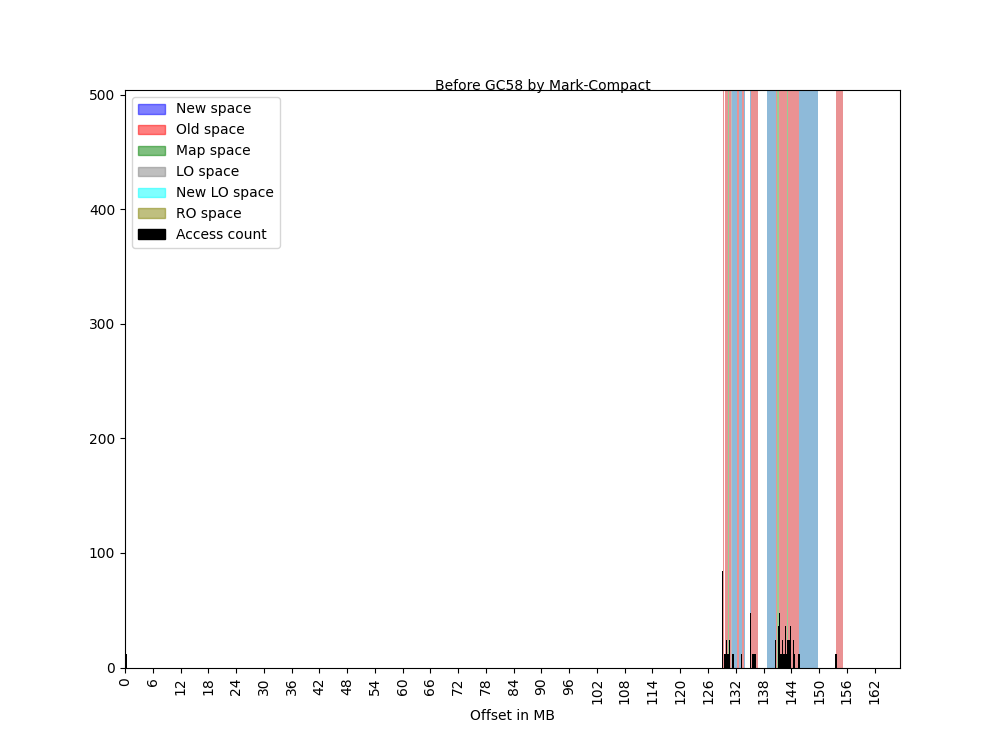 Before GC58 by Mark-Compact
500
400
300
200
100
0
New space
Old space
Map space
LO space
New LO space
RO space
Access count
0 6 12 18 24 30 36 42 48 54 60 66 72 78 84 90 96 102 108 114 120 126 132 138 144 150 156 162
Offset in MB